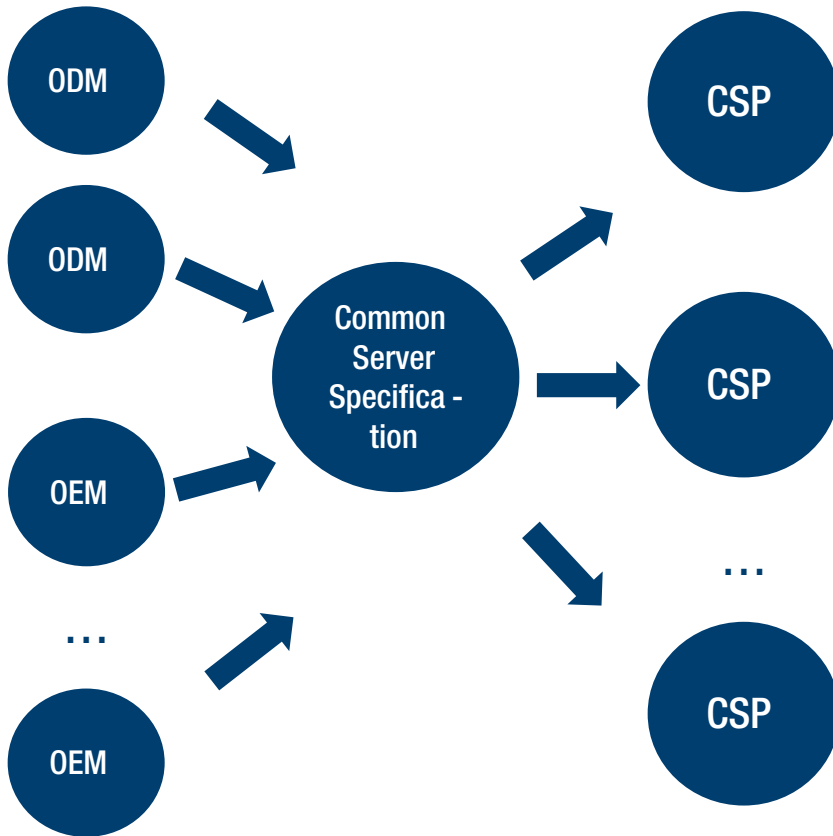 ODM
ODM
OEM
...
OEM
Common
Server
Specifica -
tion
CSP
CSP
...
CSP